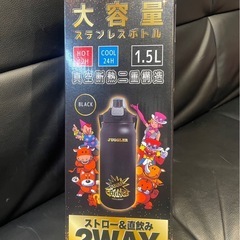 大容量
ステンレスボトル
HOT
COOL
24H
1.5L
真空断熱二重構造
BLACK
JUGGLER
ストロー&直飲み
2WAY